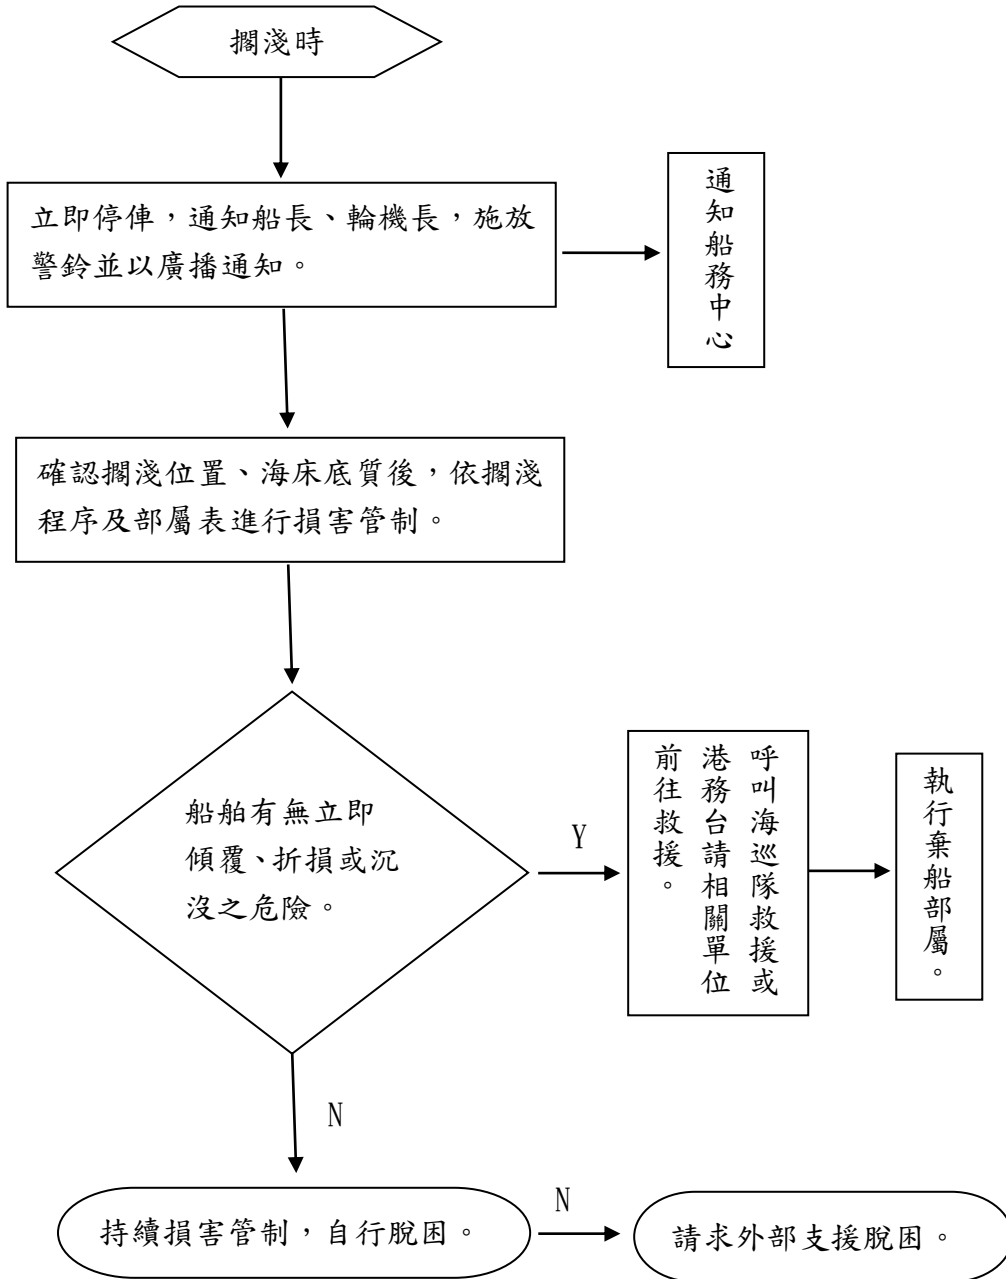 擱淺時
立即停俥，通知船長、輪機長，施放
警鈴並以廣播通知。
通知船務中心
確認擱淺位置、海床底質後，依擱淺
程序及部屬表進行損害管制。
船舶有無立即
傾覆、折損或沉
沒之危險。
Y
呼叫海巡隊救援或
港務台請相關單位
前往救援。
執行棄船部屬。
N
持續損害管制，自行脫困。
N
請求外部支援脫困。